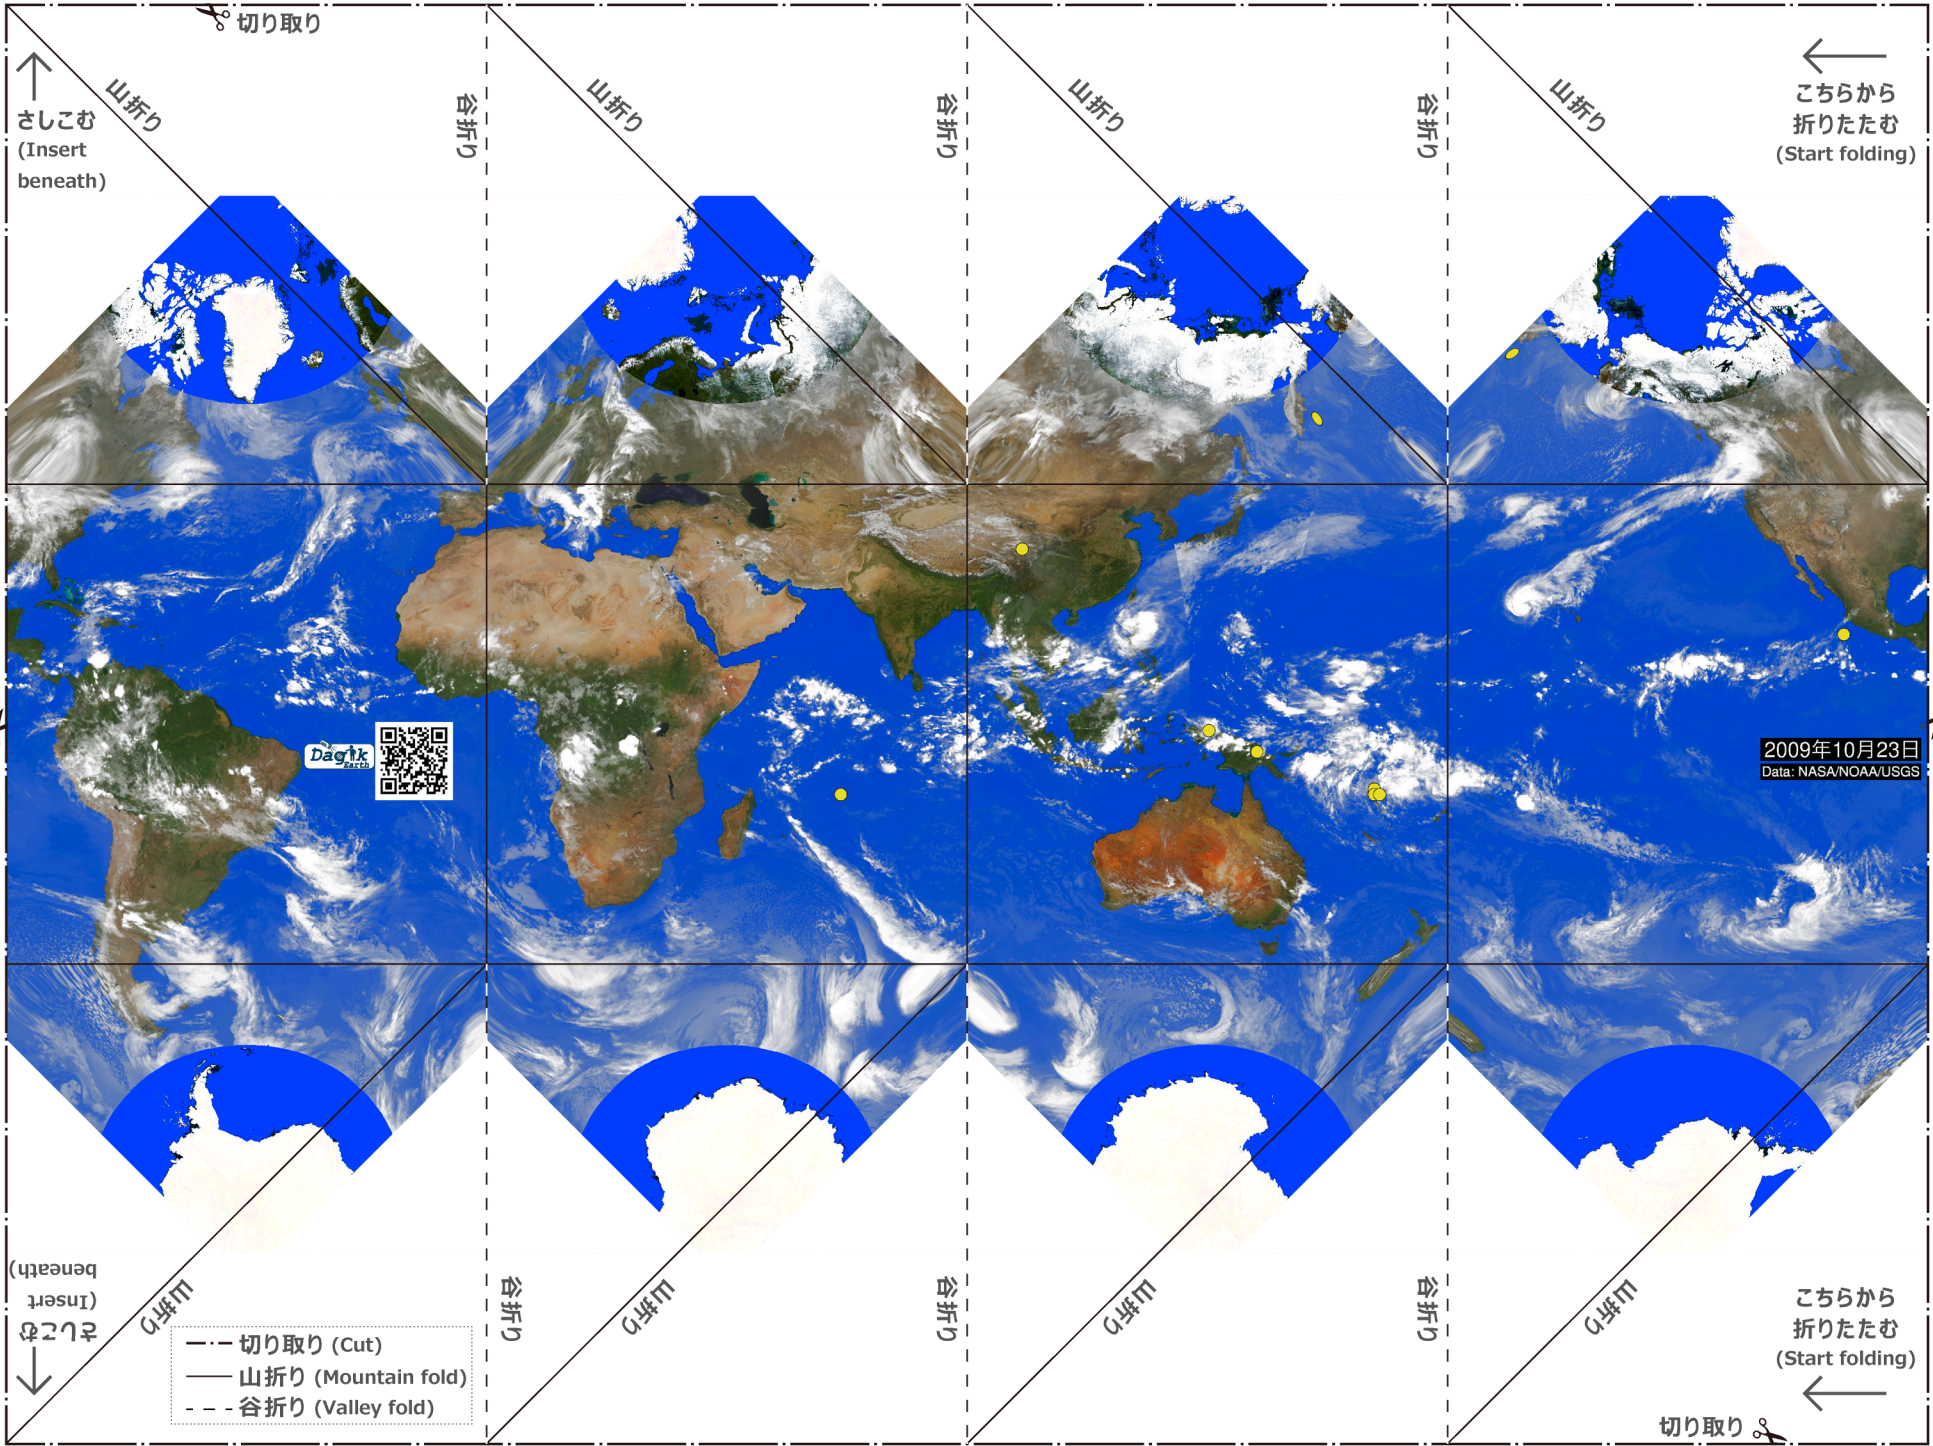 切り取り
山折り
谷折り
山折り
谷折り
山折り
谷折り
山折り
さしこむ
(Insert
beneath)
こちらから
折りたたむ
(Start folding)
Dagik
Earth
2009年10月23日
Data: NASA/NOAA/USGS
さしこむ
(Insert
beneath)
山折り
谷折り
山折り
谷折り
山折り
谷折り
山折り
こちらから
折りたたむ
(Start folding)
切り取り (Cut)
山折り (Mountain fold)
谷折り (Valley fold)
切り取り